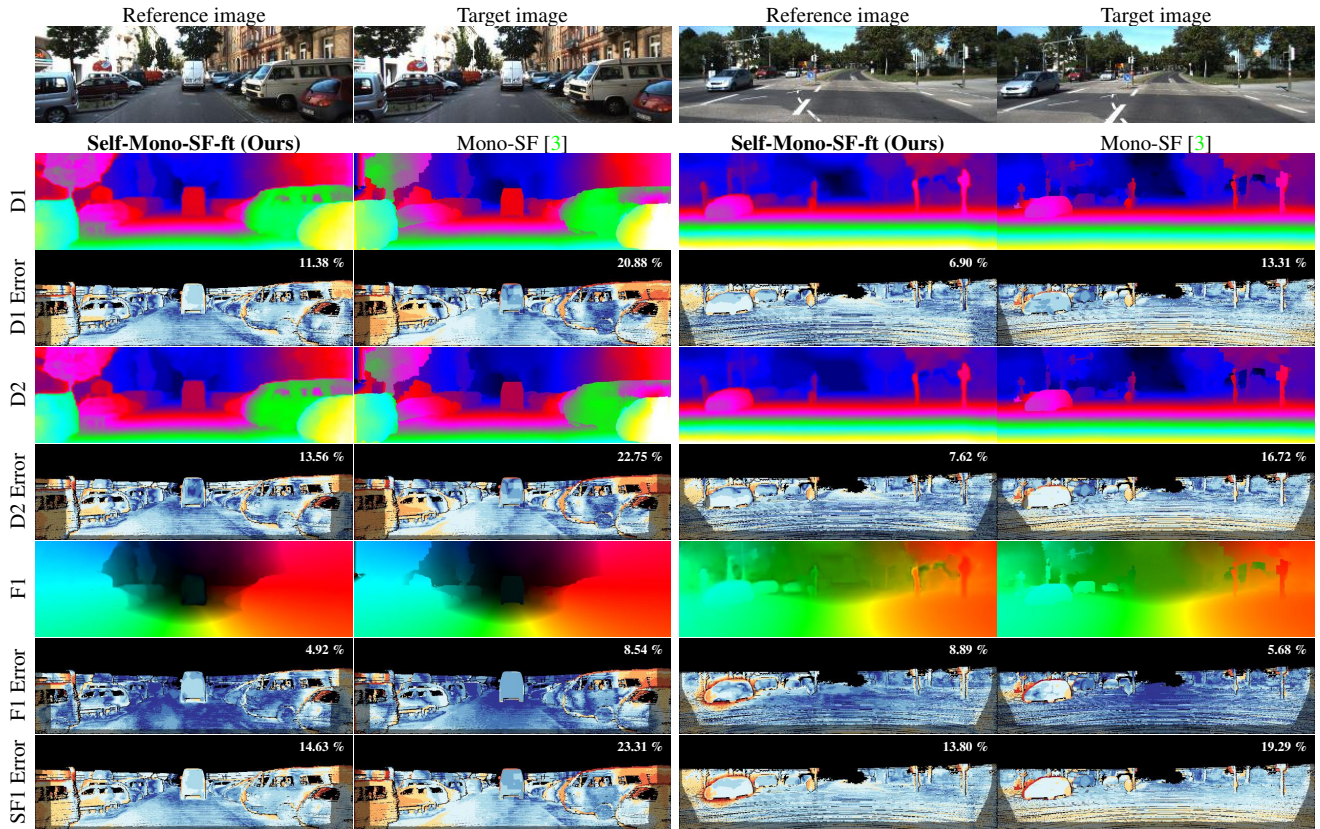 Reference image Target image Reference image Target image
Self-Mono-SF-ft (Ours) Mono-SF [3] Self-Mono-SF-ft (Ours) Mono-SF [3]
D1
D1 Error 11.38 % 20.88 % 6.90 % 13.31 %
D2
D2 Error 13.56 % 22.75 % 7.62 % 16.72 %
F1
F1 Error 4.92 % 8.54 % 8.89 % 5.68 %
SF1 Error 14.63 % 23.31 % 13.80 % 19.29 %